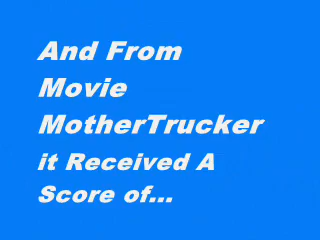 And From
Movie
MotherTrucker
it Received A
Score of...